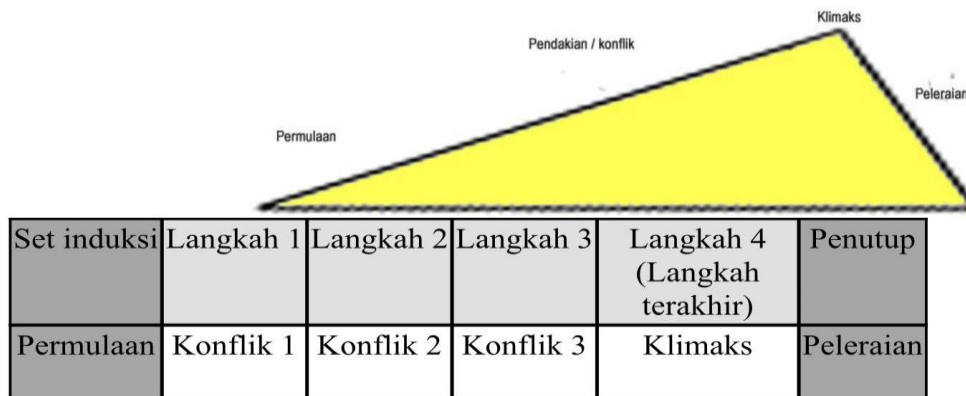 Klimaks
Pendakian / konflik
Peleraian
Permulaan
Set induksi Langkah 1 Langkah 2 Langkah 3 Langkah 4 Penutup
(Langkah
terakhir)
Permulaan Konflik 1 Konflik 2 Konflik 3 Klimaks Peleraian